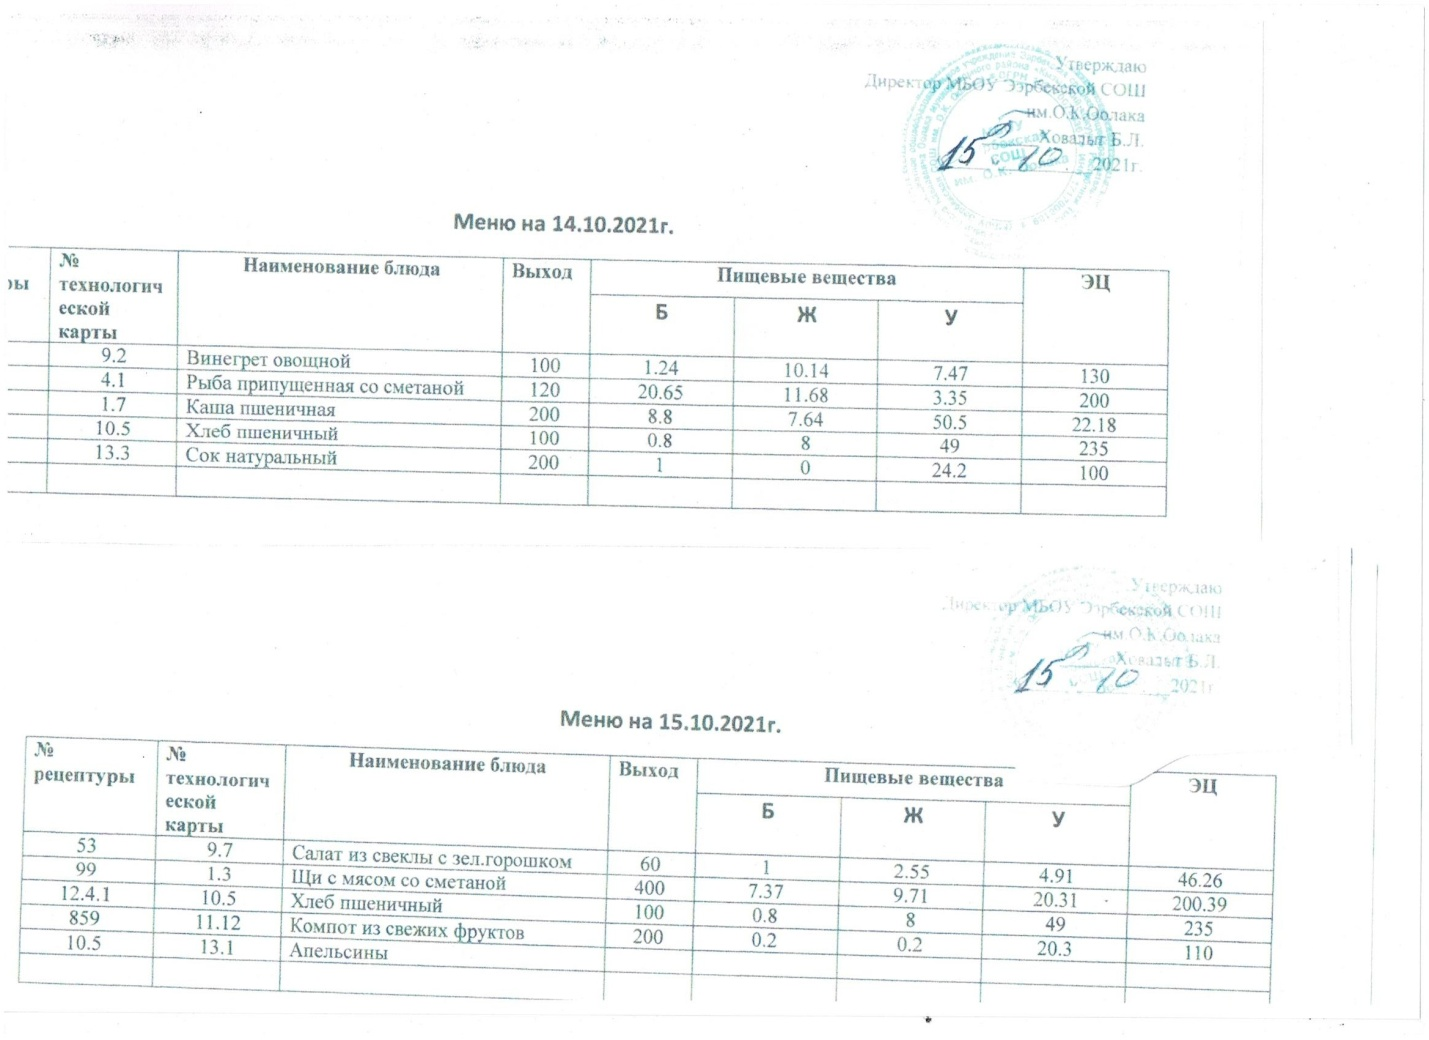 Утверждаю
Директор МБОУ Ээрбекской СОШ
им.О.К.Оолака
Ховалыг Б.Л.
15 10 2021г.
Меню на 14.10.2021г.
ры № технологической карты Наименование блюда Выход Пищевые вещества ЭЦ
Б Ж У
9.2 Винегрет овощной 100 1.24 10.14 7.47 130
4.1 Рыба припущенная со сметаной 120 20.65 11.68 3.35 200
1.7 Каша пшеничная 200 8.8 7.64 50.5 22.18
10.5 Хлеб пшеничный 100 0.8 8 49 235
13.3 Сок натуральный 200 1 0 24.2 100
Утверждаю
Директор МБОУ Ээрбекской СОШ
им О.К.Оолака
Ховалыг Б.Л.
15 10 2021г
Меню на 15.10.2021г.
№ рецептуры № технологической карты Наименование блюда Выход Пищевые вещества ЭЦ
Б Ж У
53 9.7 Салат из свеклы с зел.горошком 60 1 2.55 4.91 46.26
99 1.3 Щи с мясом со сметаной 400 7.37 9.71 20.31 200.39
12.4.1 10.5 Хлеб пшеничный 100 0.8 8 49 235
859 11.12 Компот из свежих фруктов 200 0.2 0.2 20.3 110
10.5 13.1 Апельсины